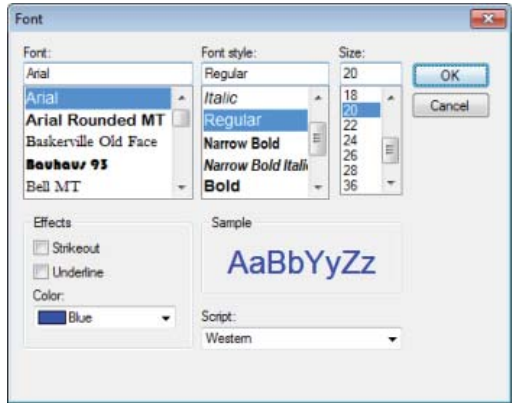 Font
Font:
Arial
Arial
Arial Rounded MT
Baskerville Old Face
Bauhaus 93
Bell MT
Font style:
Regular
Italic
Regular
Narrow Bold
Narrow Bold Itali
Bold
Size:
20
18
20
22
24
26
28
36
OK
Cancel
Effects
Strikeout
Underline
Color:
Blue
Sample
AaBbYyZz
Script:
Western